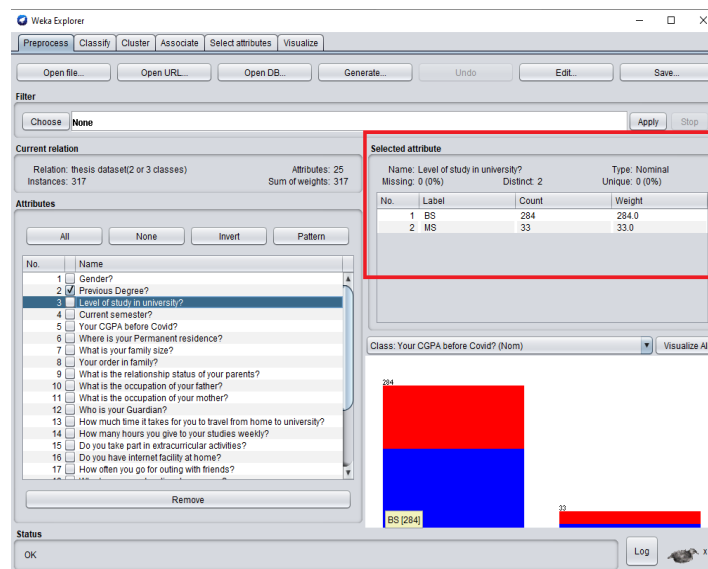 Weka Explorer
Preprocess Classify Cluster Associate Select attributes Visualize
Open file... Open URL... Open DB... Generate... Undo Edit... Save...
Filter
Choose None Apply Stop
Current relation
Relation: thesis dataset(2 or 3 classes) Attributes: 25
Instances: 317 Sum of weights: 317
Attributes
All None Invert Pattern
No. Name
1 Gender?
2 Previous Degree?
3 Level of study in university?
4 Current semester?
5 Your CGPA before Covid?
6 Where is your Permanent residence?
7 What is your family size?
8 Your order in family?
9 What is the relationship status of your parents?
10 What is the occupation of your father?
11 What is the occupation of your mother?
12 Who is your Guardian?
13 How much time it takes for you to travel from home to university?
14 How many hours you give to your studies weekly?
15 Do you take part in extracurricular activities?
16 Do you have internet facility at home?
17 How often you go for outing with friends?
Remove
Selected attribute
Name: Level of study in university? Type: Nominal
Missing: 0 (0%) Distinct: 2 Unique: 0 (0%)
No. Label Count Weight
1 BS 284 284.0
2 MS 33 33.0
Class: Your CGPA before Covid? (Nom) Visualize Al
284
33
BS [284]
Status
OK
Log x